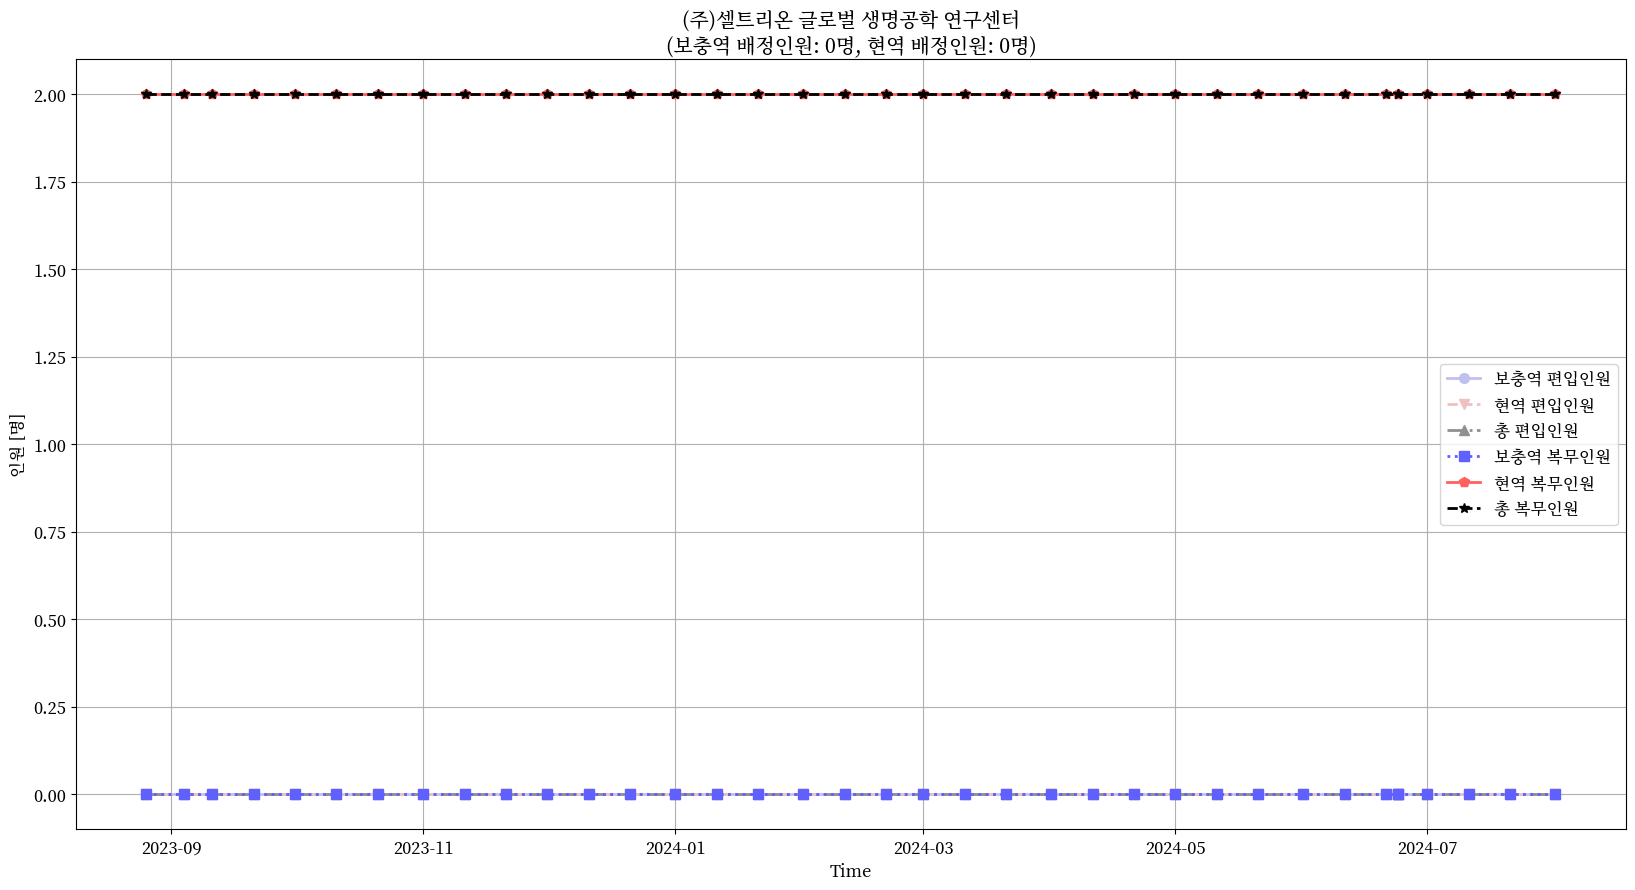 (주)셀트리온 글로벌 생명공학 연구센터
(보충역 배정인원: 0명, 현역 배정인원: 0명)
2.00
1.75
1.50
1.25
1.00
0.75
0.50
0.25
0.00
인원 [명]
보충역 편입인원
현역 편입인원
총 편입인원
보충역 복무인원
현역 복무인원
총 복무인원
2023-09 2023-11 2024-01 2024-03 2024-05 2024-07
Time